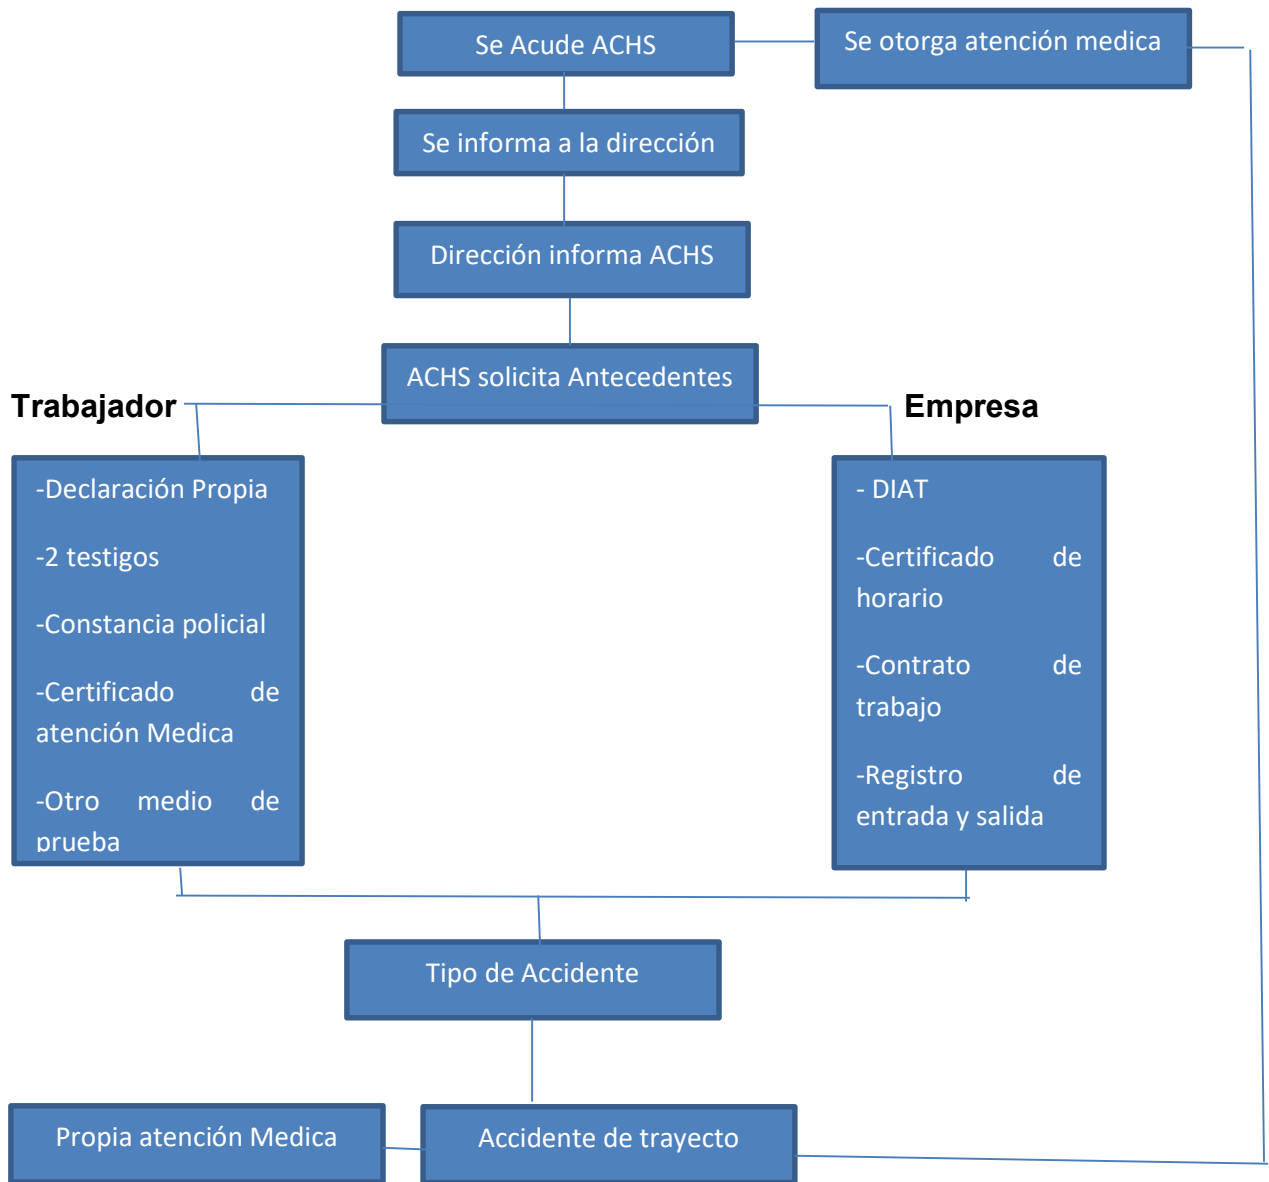 Se Acude ACHS
Se otorga atención medica
Se informa a la dirección
Dirección informa ACHS
ACHS solicita Antecedentes
Trabajador
Empresa
-Declaración Propia
-2 testigos
-Constancia policial
-Certificado de
atención Medica
-Otro medio de
prueba
- DIAT
-Certificado de
horario
-Contrato de
trabajo
-Registro de
entrada y salida
Tipo de Accidente
Propia atención Medica
Accidente de trayecto